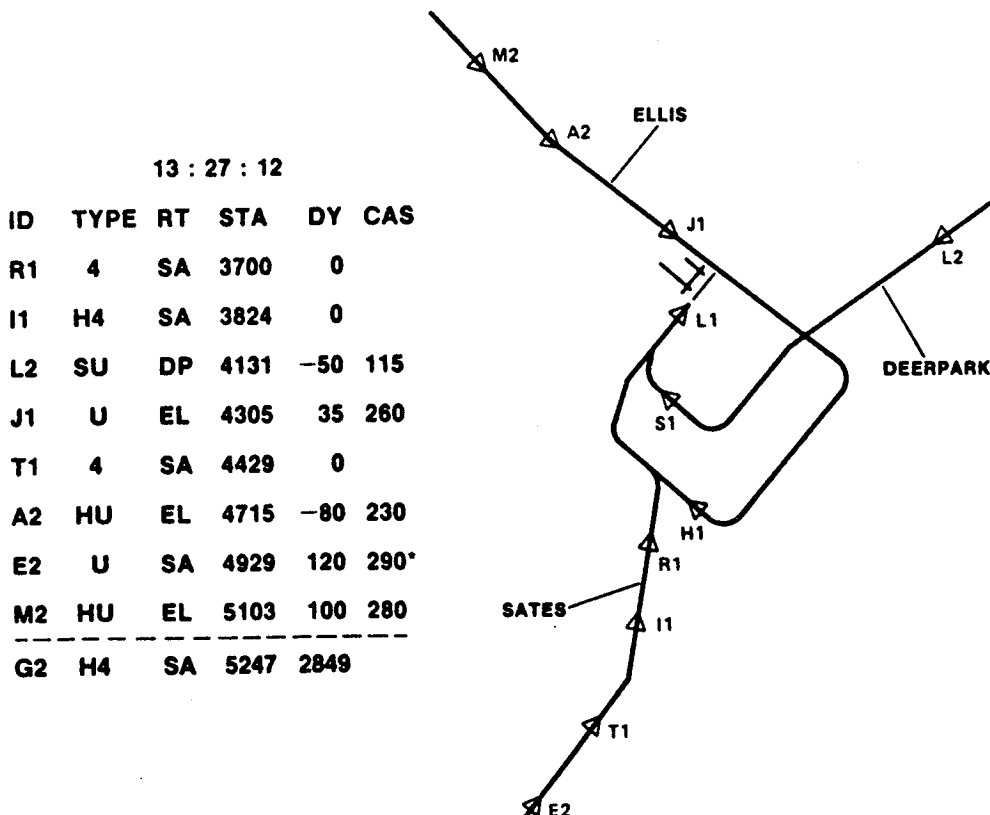 13 : 27 : 12
ID TYPE RT STA DY CAS
R1 4 SA 3700 0
I1 H4 SA 3824 0
L2 SU DP 4131 −50 115
J1 U EL 4305 35 260
T1 4 SA 4429 0
A2 HU EL 4715 −80 230
E2 U SA 4929 120 290*
M2 HU EL 5103 100 280
G2 H4 SA 5247 2849
M2
ELLIS
A2
J1
L2
L1
DEERPARK
S1
H1
R1
SATES
I1
T1
E2